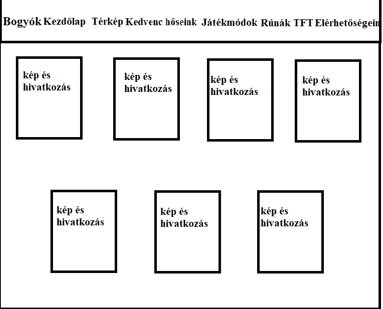 Bogyók Kezdőlap Térkép Kedvenc hőseink Játékmódok Rúnák TFT Elérhetőségein
kép és
hivatkozás
kép és
hivatkozás
kép és
hivatkozás
kép és
hivatkozás
kép és
hivatkozás
kép és
hivatkozás
kép és
hivatkozás